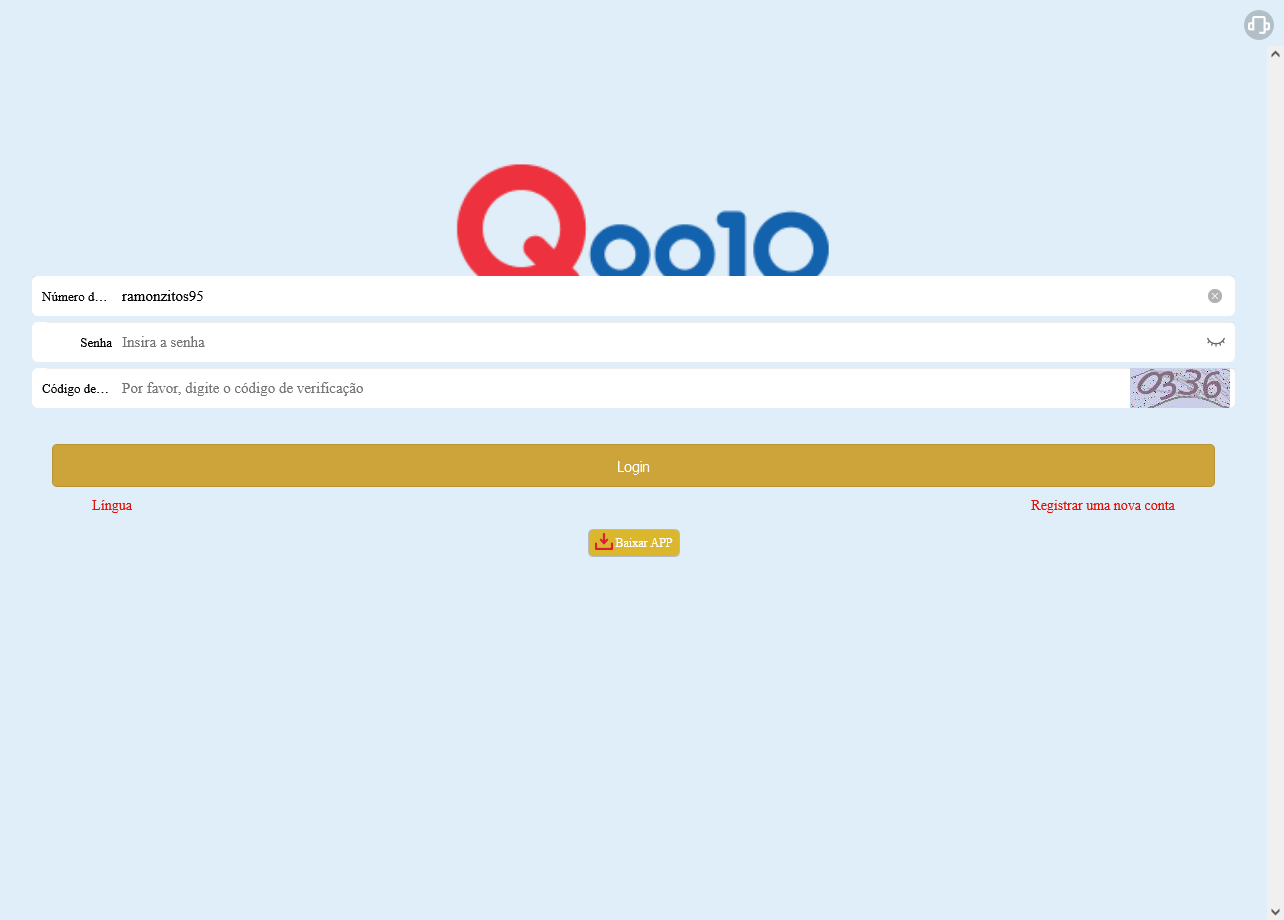 Qoo10
Número d... ramonzitos95
Senha Insira a senha
Código de... Por favor, digite o código de verificação 0336
Login
Língua Registrar uma nova conta
Baixar APP